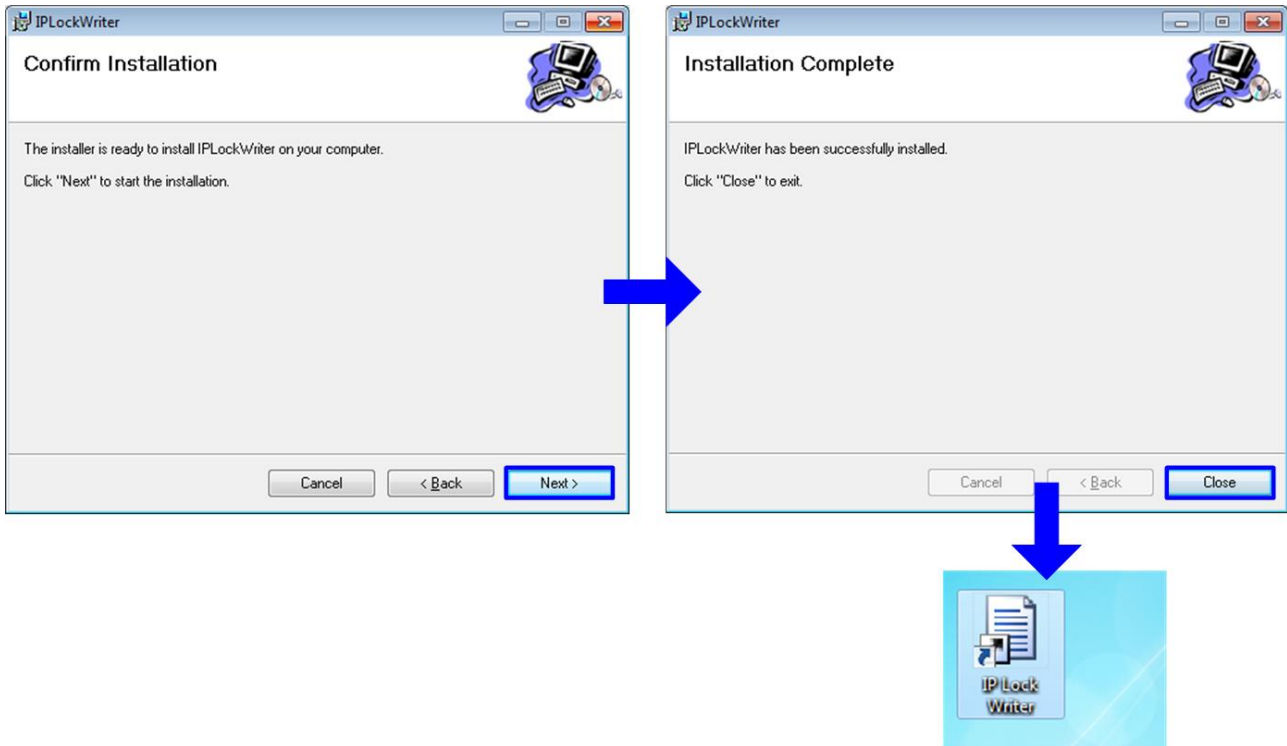 IPLockWriter
Confirm Installation
The installer is ready to install IPLockWriter on your computer.
Click "Next" to start the installation.
Cancel
< Back
Next >
IPLockWriter
Installation Complete
IPLockWriter has been successfully installed.
Click "Close" to exit.
Cancel
< Back
Close
IP Lock
Writer